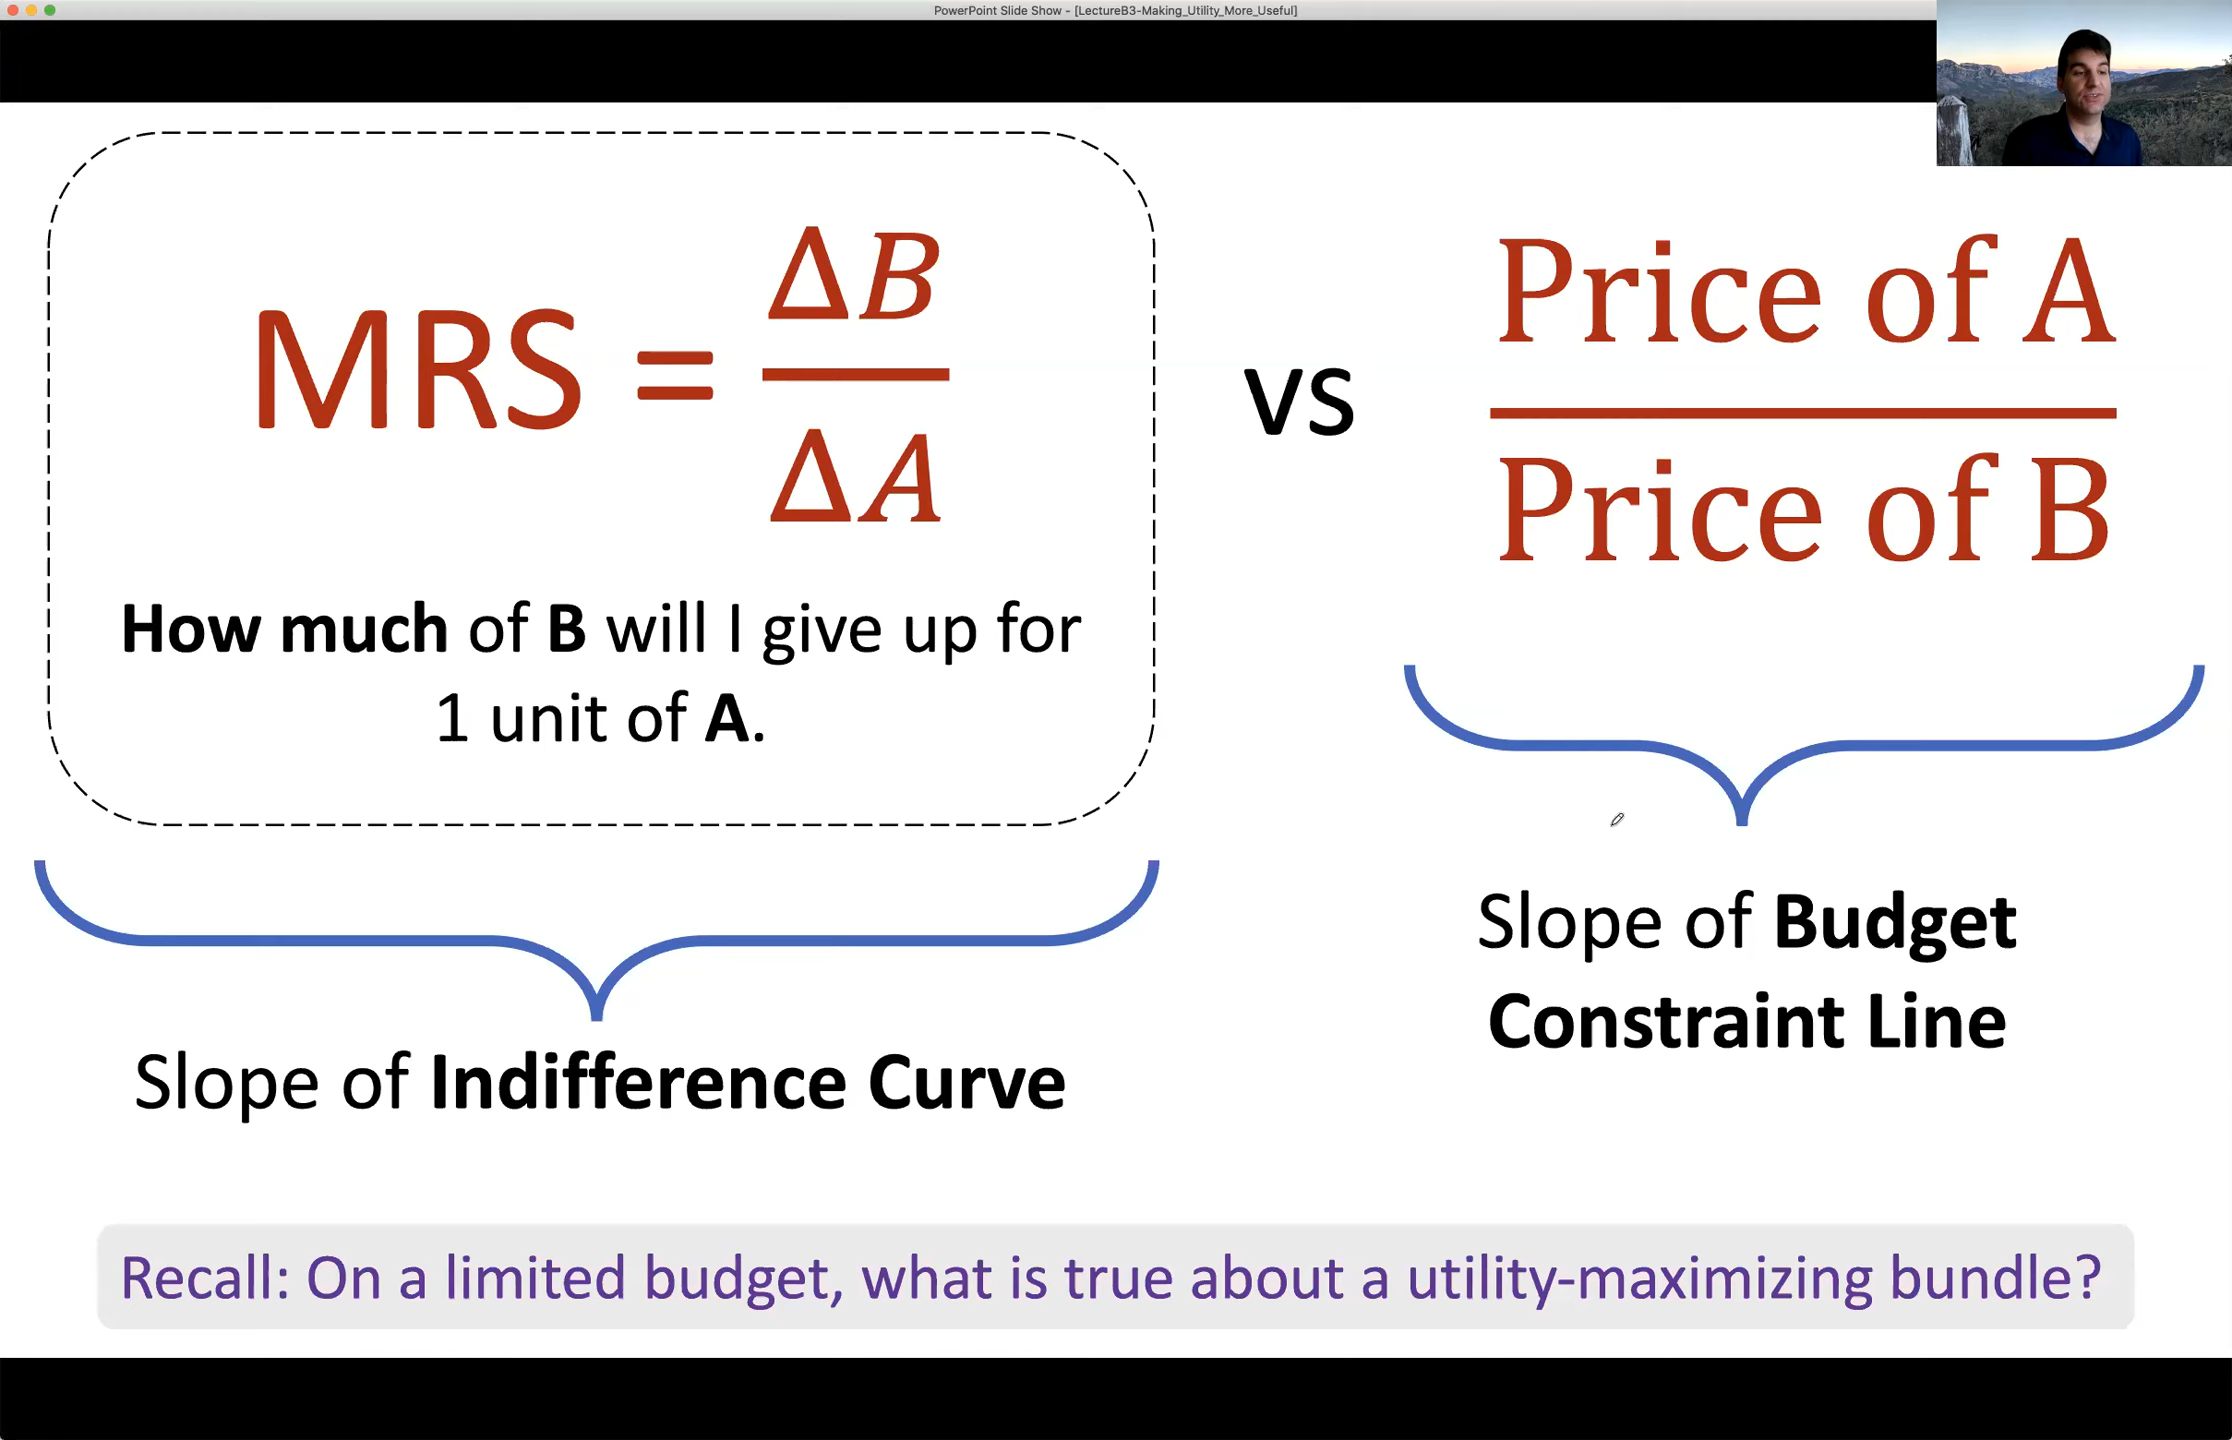 PowerPoint Slide Show - [LectureB3-Making_Utility_More_Useful]
MRS = ΔB/ΔA
vs
Price of A
Price of B
How much of B will I give up for
1 unit of A.
Slope of Indifference Curve
Slope of Budget
Constraint Line
Recall: On a limited budget, what is true about a utility-maximizing bundle?